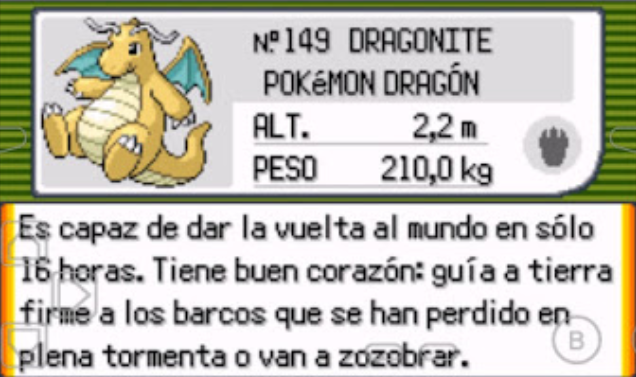 Nº149 DRAGONITE
POKéMON DRAGÓN
ALT. 2,2 m
PESO 210,0 kg
Es capaz de dar la vuelta al mundo en sólo
16 horas. Tiene buen corazón: guía a tierra
firme a los barcos que se han perdido en
plena tormenta o van a zozobrar.
B